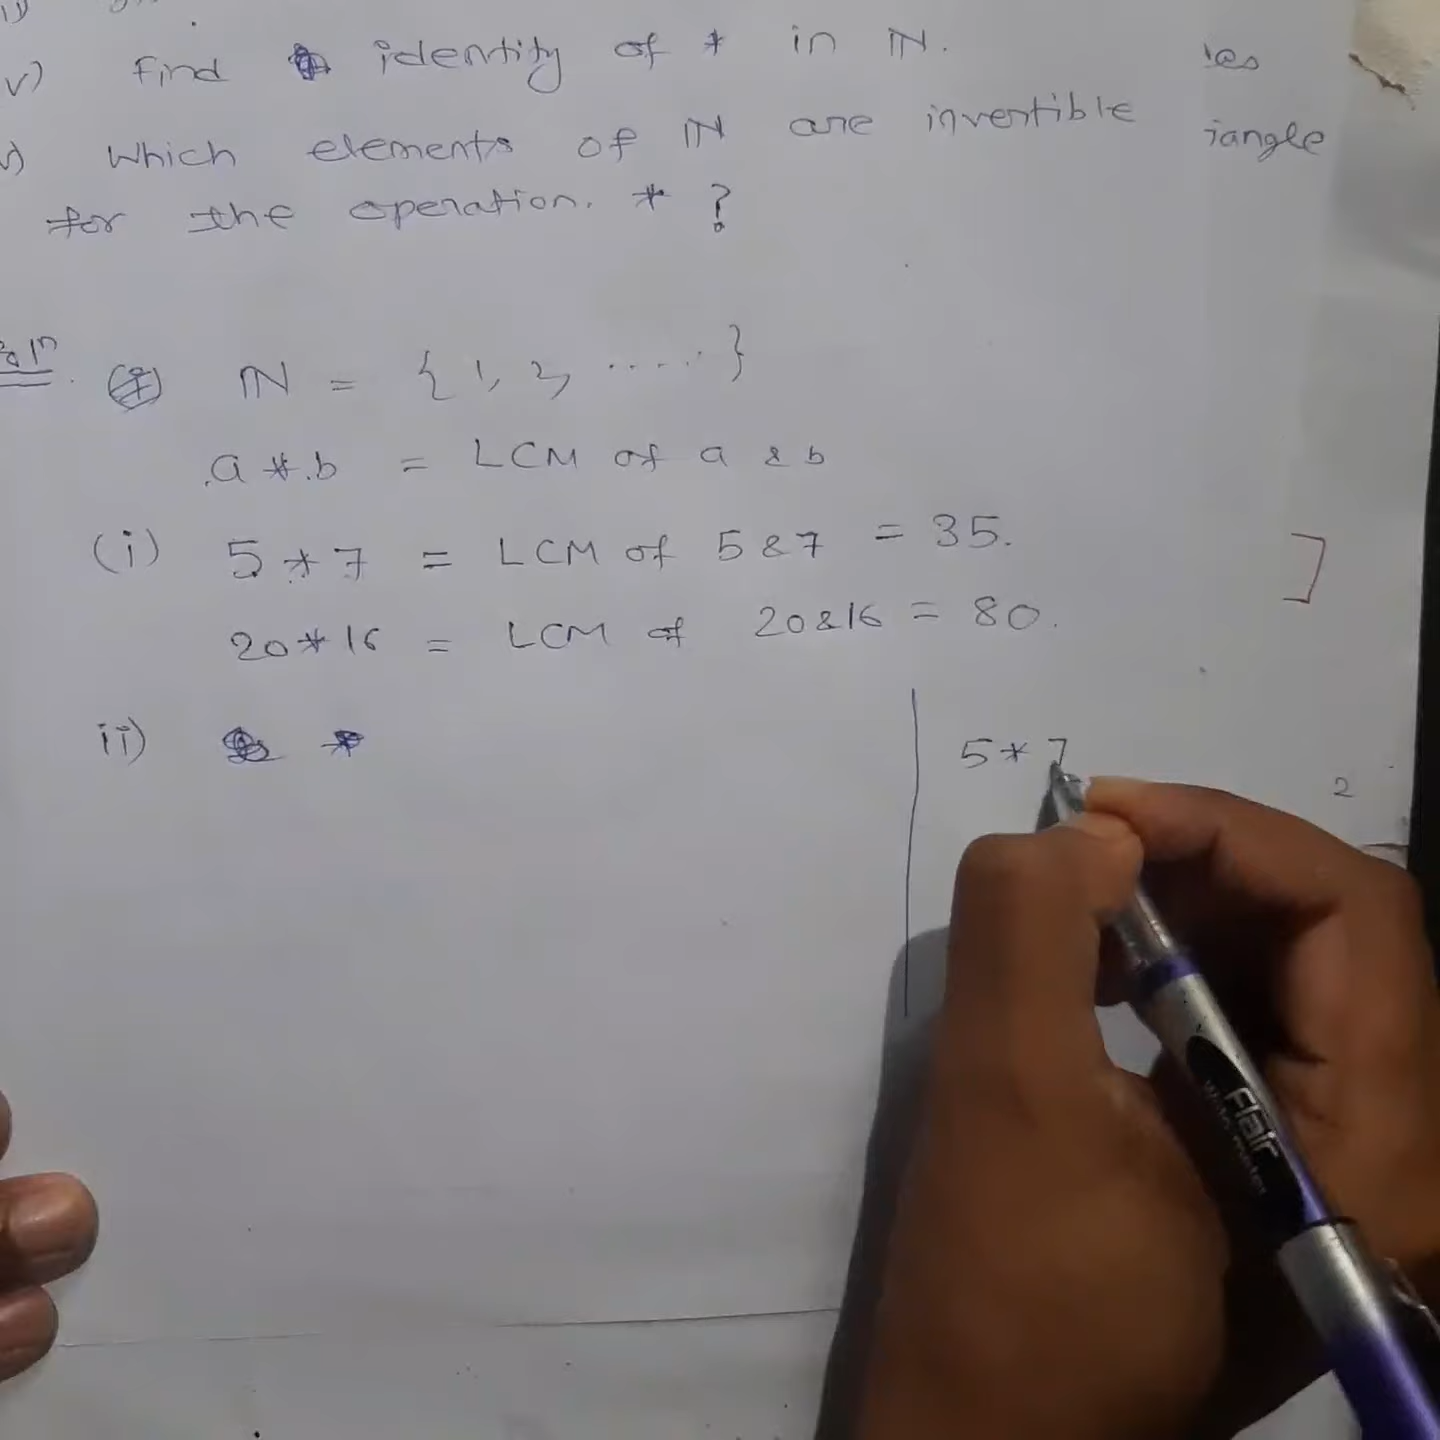 v) Find identity of * in ℕ.
v) Which elements of ℕ are invertible
for the operation. * ?
iangle
Soln. (i) ℕ = { 1, 2, ..... }
a * b = LCM of a & b
(i) 5 * 7 = LCM of 5 & 7 = 35.
20 * 16 = LCM of 20 & 16 = 80.
ii)
5 * 7
2
Flair